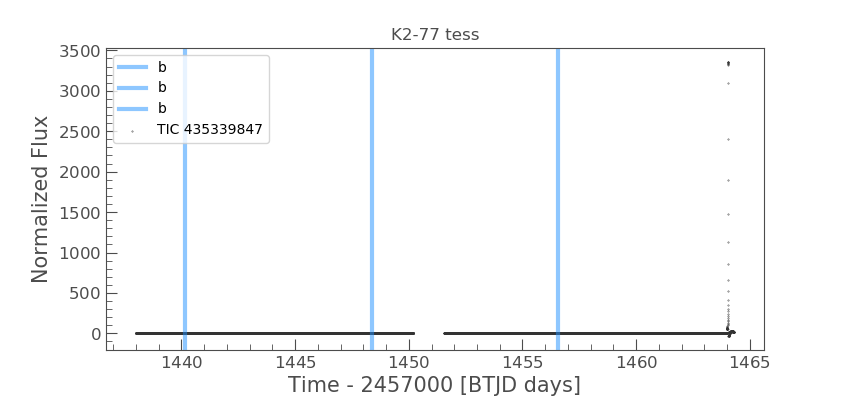 K2-77 tess
3500
3000
2500
2000
1500
1000
500
0
Normalized Flux
b
b
b
TIC 435339847
1440
1445
1450
1455
1460
1465
Time - 2457000 [BTJD days]